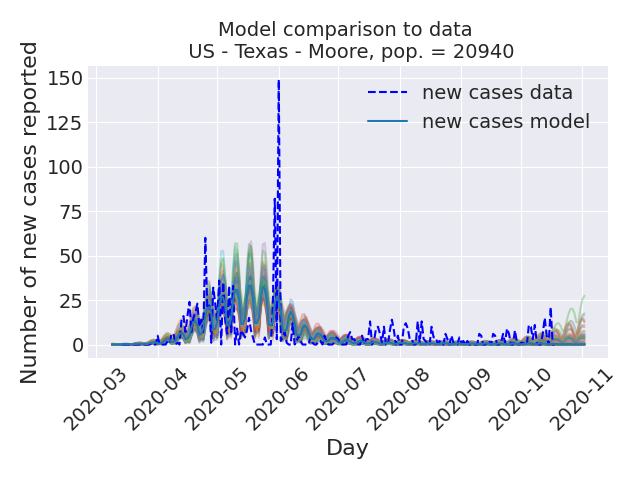 Model comparison to data
US - Texas - Moore, pop. = 20940
new cases data
new cases model
Number of new cases reported
150
125
100
75
50
25
0
2020-03
2020-04
2020-05
2020-06
2020-07
2020-08
2020-09
2020-10
2020-11
Day